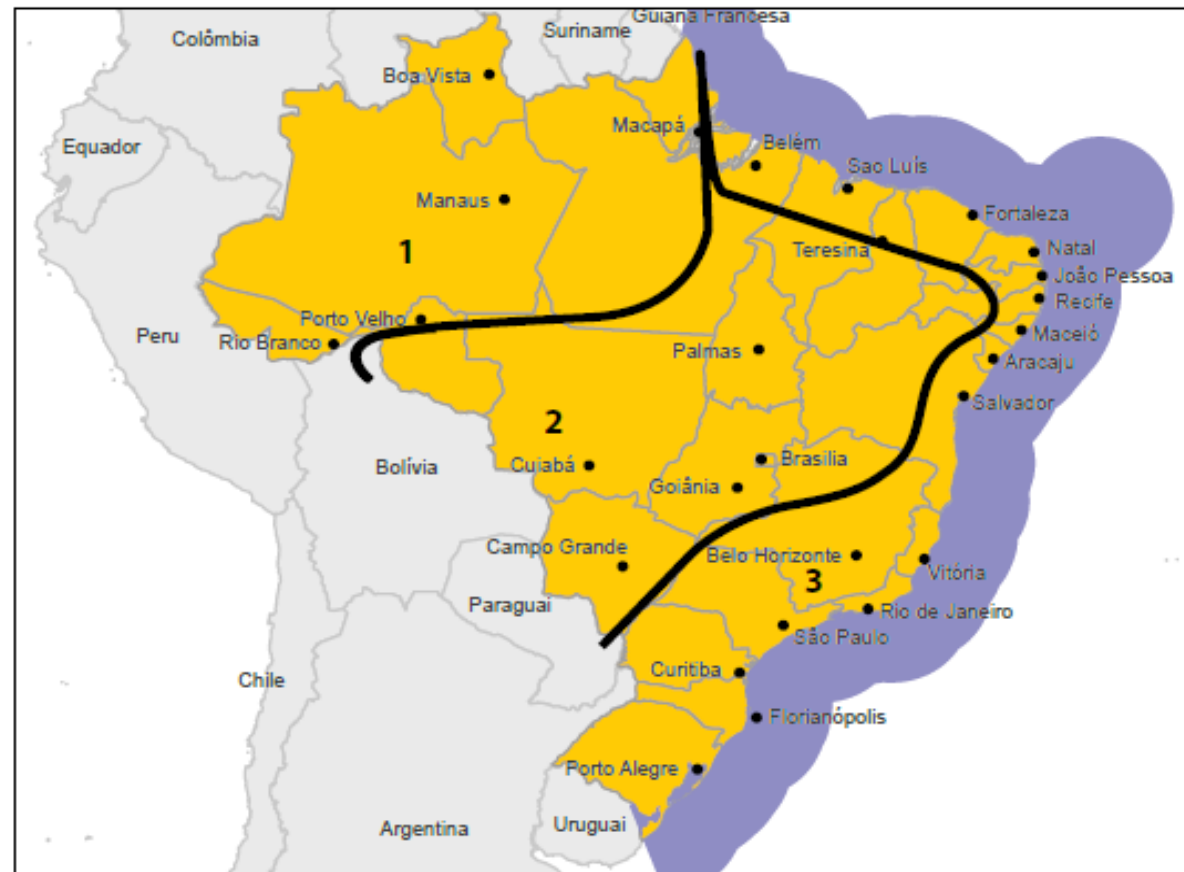 Guiana Francesa
Suriname
Colômbia
Boa Vista
Macapá
Equador
Belém
Sao Luís
Manaus
Fortaleza
1
Teresina
Natal
João Pessoa
Recife
Porto Velho
Maceió
Peru
Rio Branco
Palmas
Aracaju
Salvador
2
Bolívia
Cuiabá
Brasilia
Goiânia
Campo Grande
Belo Horizonte
Vitória
3
Paraguai
Rio de Janeiro
São Paulo
Curitiba
Chile
Florianópolis
Porto Alegre
Argentina
Uruguai